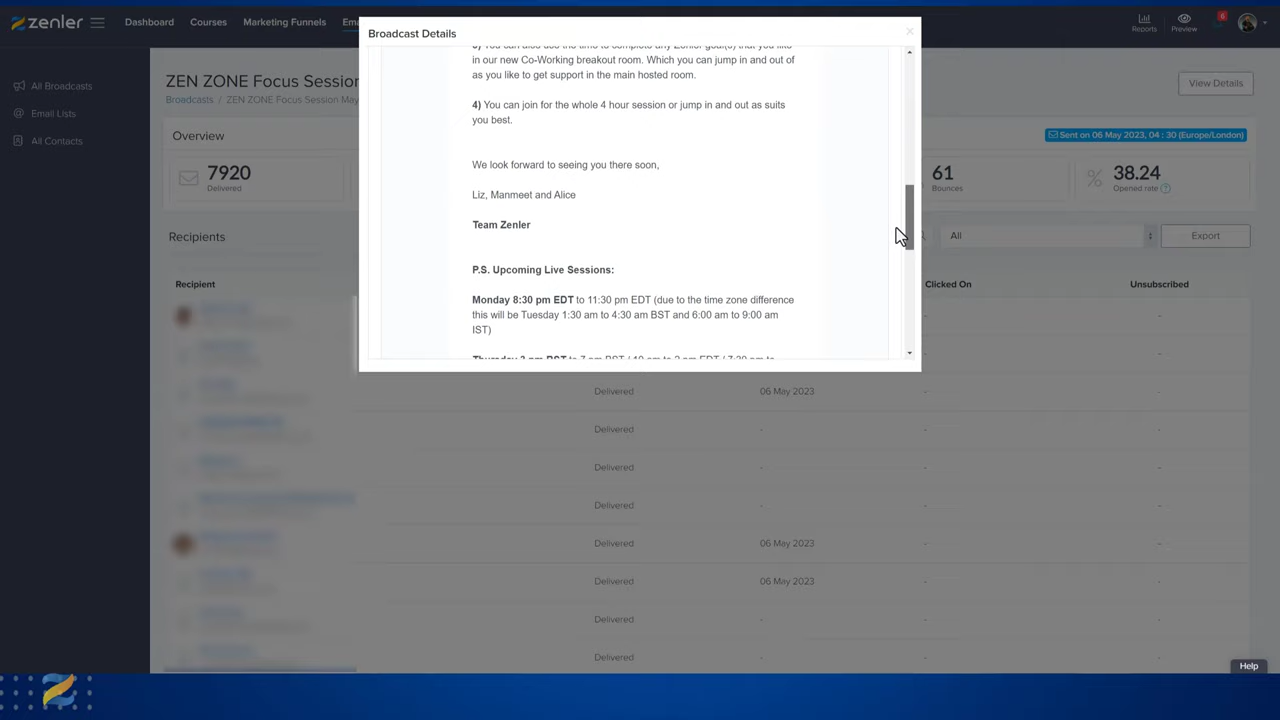 zenler
Dashboard
Courses
Marketing Funnels
Reports
Preview
6
Broadcast Details
All Broadcasts
Email Lists
All Contacts
ZEN ZONE Focus Session
Broadcasts / ZEN ZONE Focus Session May
View Details
Overview
Sent on 06 May 2023, 04 : 30 (Europe/London)
7920
Delivered
61
Bounces
38.24
Opened rate
in our new Co-Working breakout room. Which you can jump in and out of
as you like to get support in the main hosted room.
4) You can join for the whole 4 hour session or jump in and out as suits
you best.
We look forward to seeing you there soon,
Liz, Manmeet and Alice
Team Zenler
P.S. Upcoming Live Sessions:
Monday 8:30 pm EDT to 11:30 pm EDT (due to the time zone difference
this will be Tuesday 1:30 am to 4:30 am BST and 6:00 am to 9:00 am
IST)
Recipients
All
Export
Recipient
Clicked On
Unsubscribed
Delivered 06 May 2023 - -
Delivered - - -
Delivered - - -
Delivered - - -
Delivered 06 May 2023 - -
Delivered 06 May 2023 - -
Delivered - - -
Delivered - - -
Help